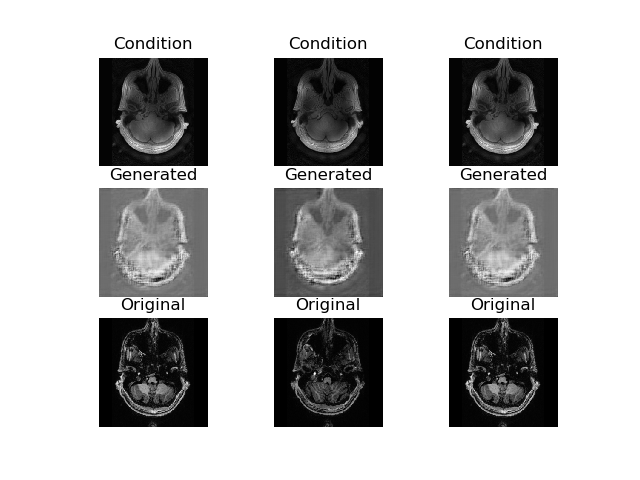 Condition Condition Condition
Generated Generated Generated
Original Original Original